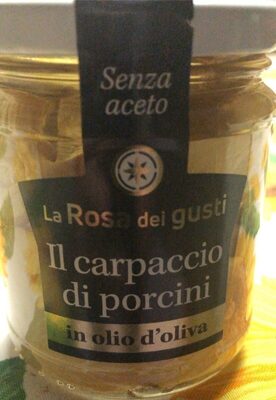 Senza
aceto
La Rosa dei gusti
Il carpaccio
di porcini
in olio d'oliva